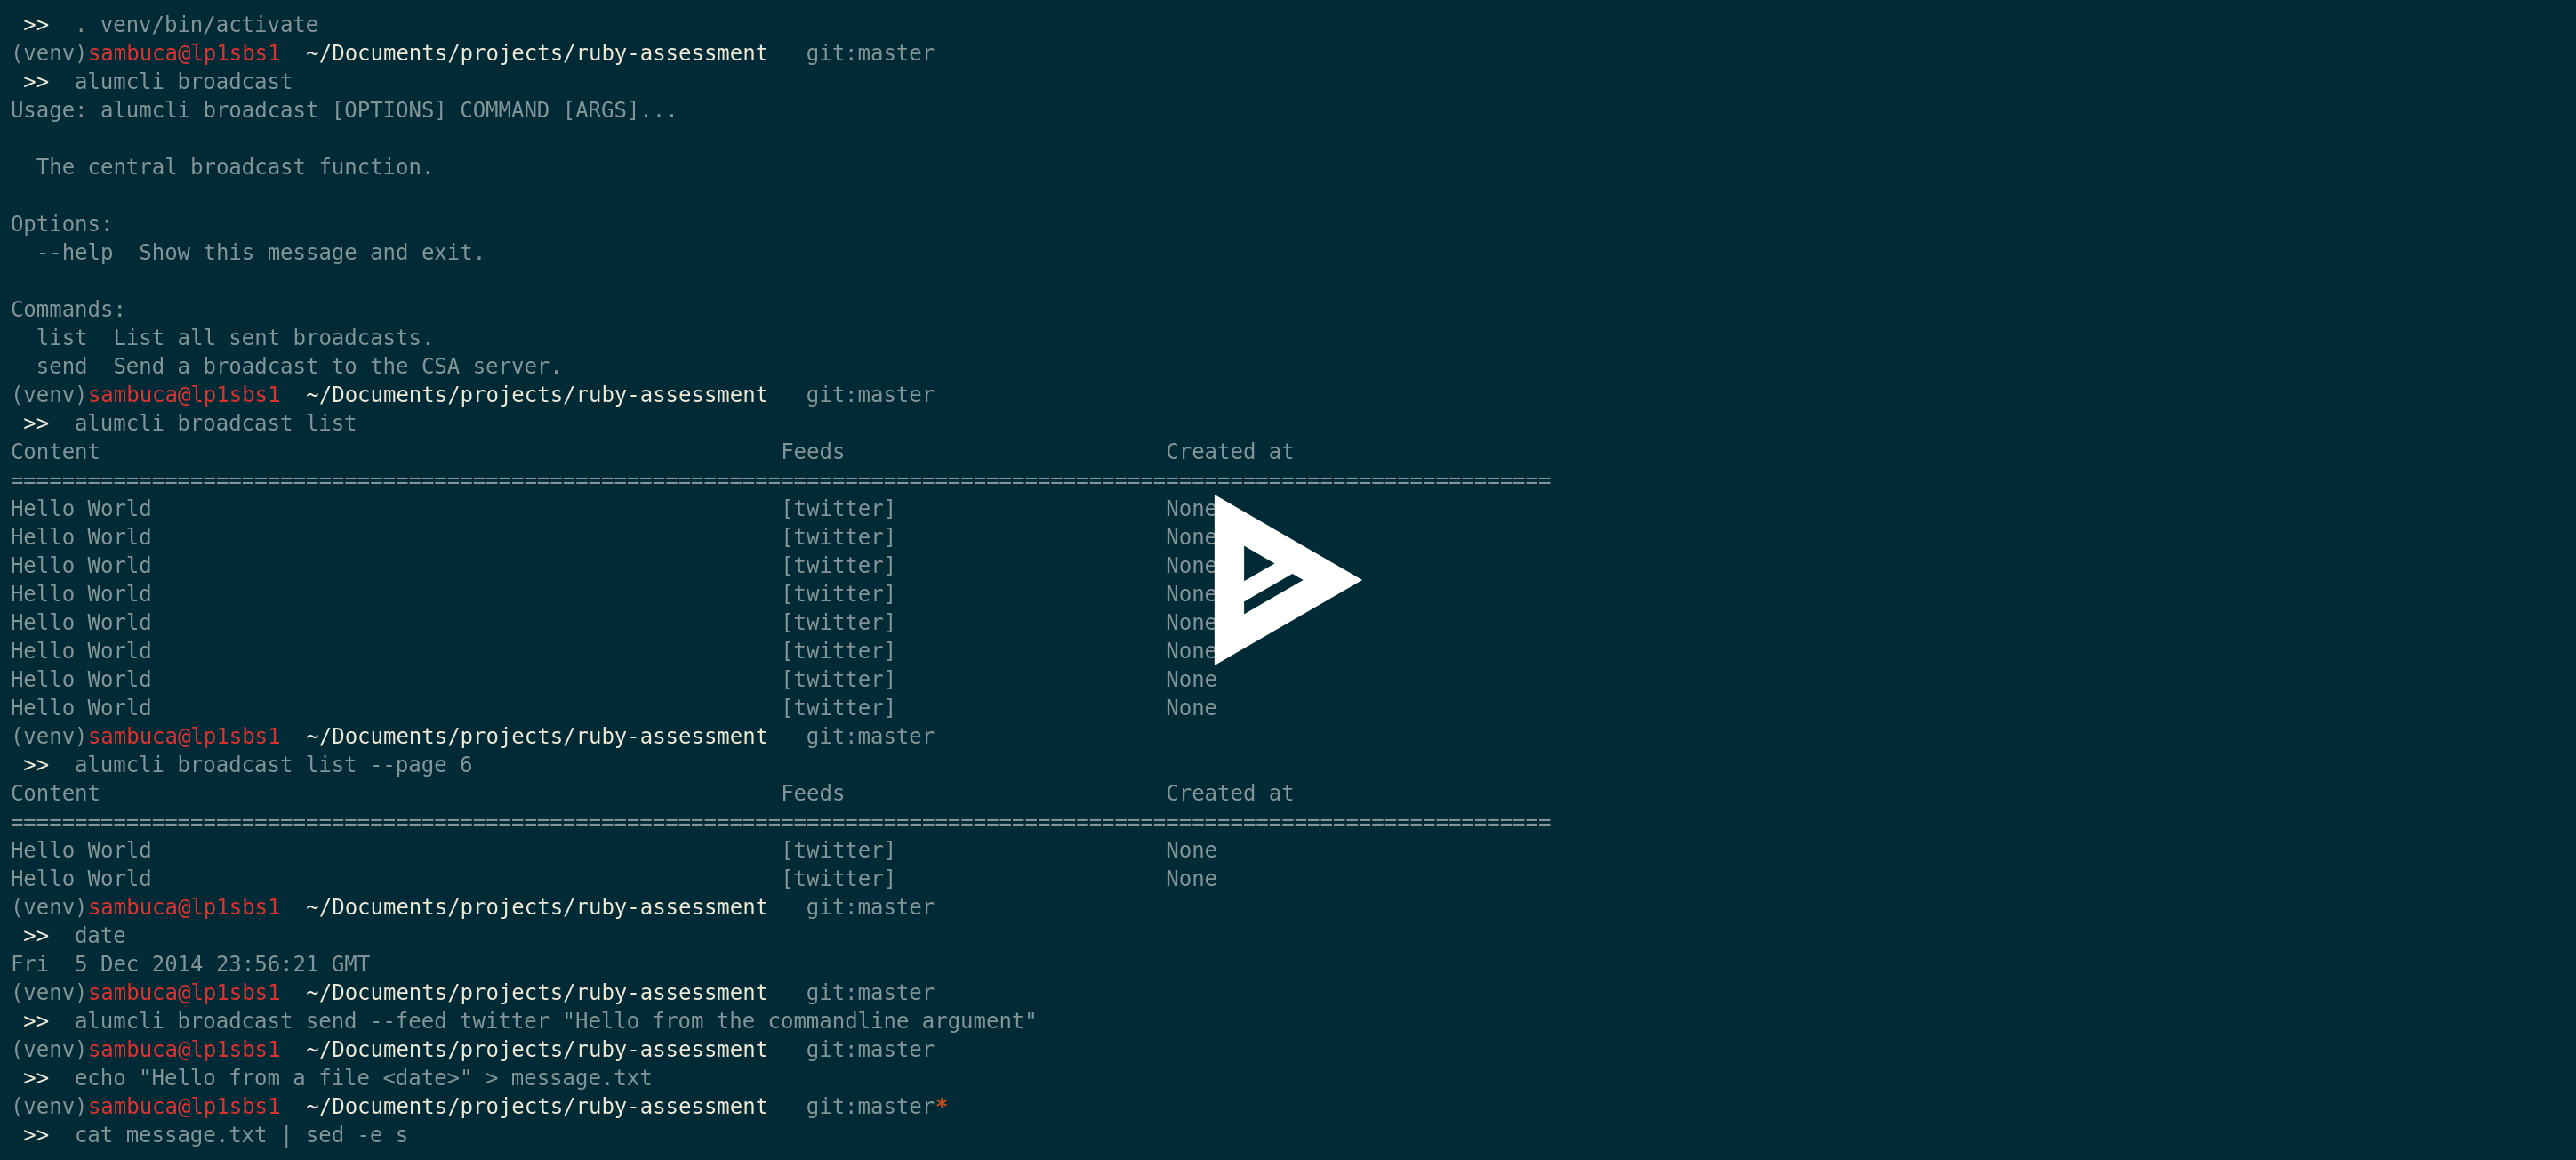 >>  . venv/bin/activate
(venv)sambuca@lp1sbs1  ~/Documents/projects/ruby-assessment   git:master
 >>  alumcli broadcast
Usage: alumcli broadcast [OPTIONS] COMMAND [ARGS]...

  The central broadcast function.

Options:
  --help  Show this message and exit.

Commands:
  list  List all sent broadcasts.
  send  Send a broadcast to the CSA server.
(venv)sambuca@lp1sbs1  ~/Documents/projects/ruby-assessment   git:master
 >>  alumcli broadcast list
Content                                                     Feeds                         Created at
========================================================================================================================
Hello World                                                 [twitter]                     None
Hello World                                                 [twitter]                     None
Hello World                                                 [twitter]                     None
Hello World                                                 [twitter]                     None
Hello World                                                 [twitter]                     None
Hello World                                                 [twitter]                     None
Hello World                                                 [twitter]                     None
Hello World                                                 [twitter]                     None
(venv)sambuca@lp1sbs1  ~/Documents/projects/ruby-assessment   git:master
 >>  alumcli broadcast list --page 6
Content                                                     Feeds                         Created at
========================================================================================================================
Hello World                                                 [twitter]                     None
Hello World                                                 [twitter]                     None
(venv)sambuca@lp1sbs1  ~/Documents/projects/ruby-assessment   git:master
 >>  date
Fri  5 Dec 2014 23:56:21 GMT
(venv)sambuca@lp1sbs1  ~/Documents/projects/ruby-assessment   git:master
 >>  alumcli broadcast send --feed twitter "Hello from the commandline argument"
(venv)sambuca@lp1sbs1  ~/Documents/projects/ruby-assessment   git:master
 >>  echo "Hello from a file <date>" > message.txt
(venv)sambuca@lp1sbs1  ~/Documents/projects/ruby-assessment   git:master*
 >>  cat message.txt | sed -e s